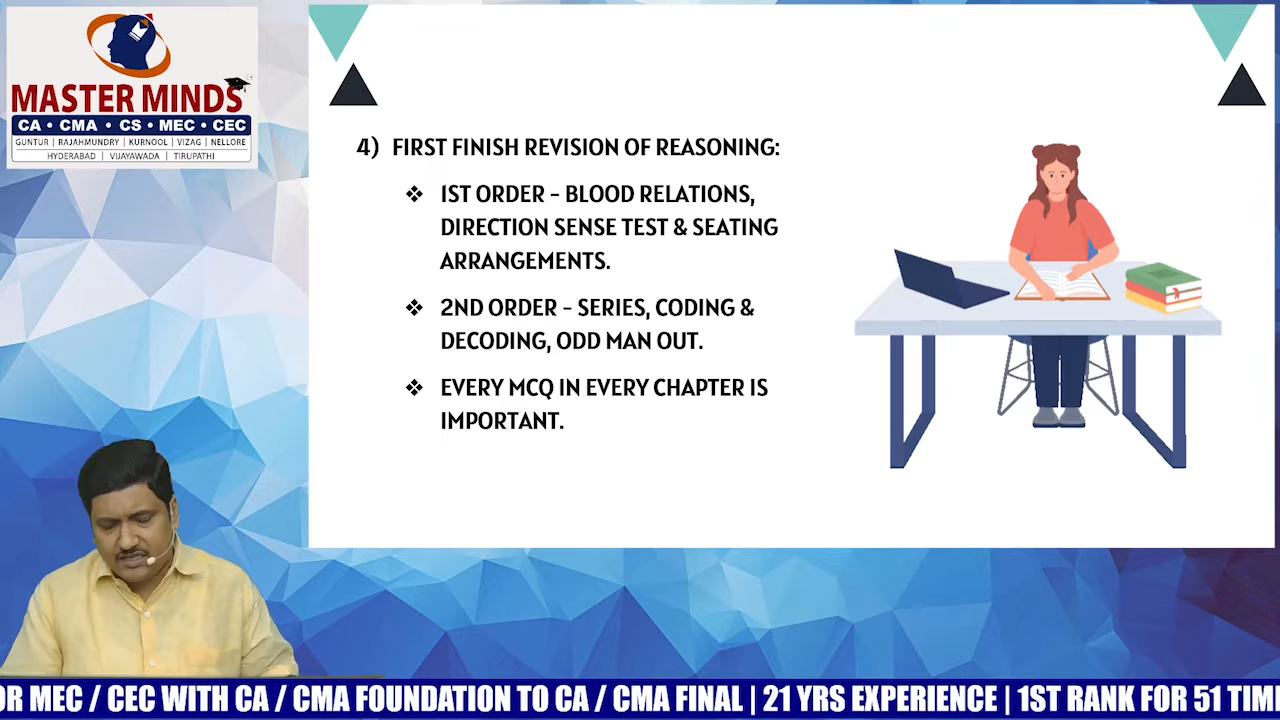 MASTER MINDS
CA • CMA • CS • MEC • CEC
GUNTUR | RAJAHMUNDRY | KURNOOL | VIZAG | NELLORE
HYDERABAD | VIJAYAWADA | TIRUPATHI
4) FIRST FINISH REVISION OF REASONING:
❖ 1ST ORDER - BLOOD RELATIONS,
DIRECTION SENSE TEST & SEATING
ARRANGEMENTS.
❖ 2ND ORDER - SERIES, CODING &
DECODING, ODD MAN OUT.
❖ EVERY MCQ IN EVERY CHAPTER IS
IMPORTANT.
OR MEC / CEC WITH CA / CMA FOUNDATION TO CA / CMA FINAL | 21 YRS EXPERIENCE | 1ST RANK FOR 51 TIM